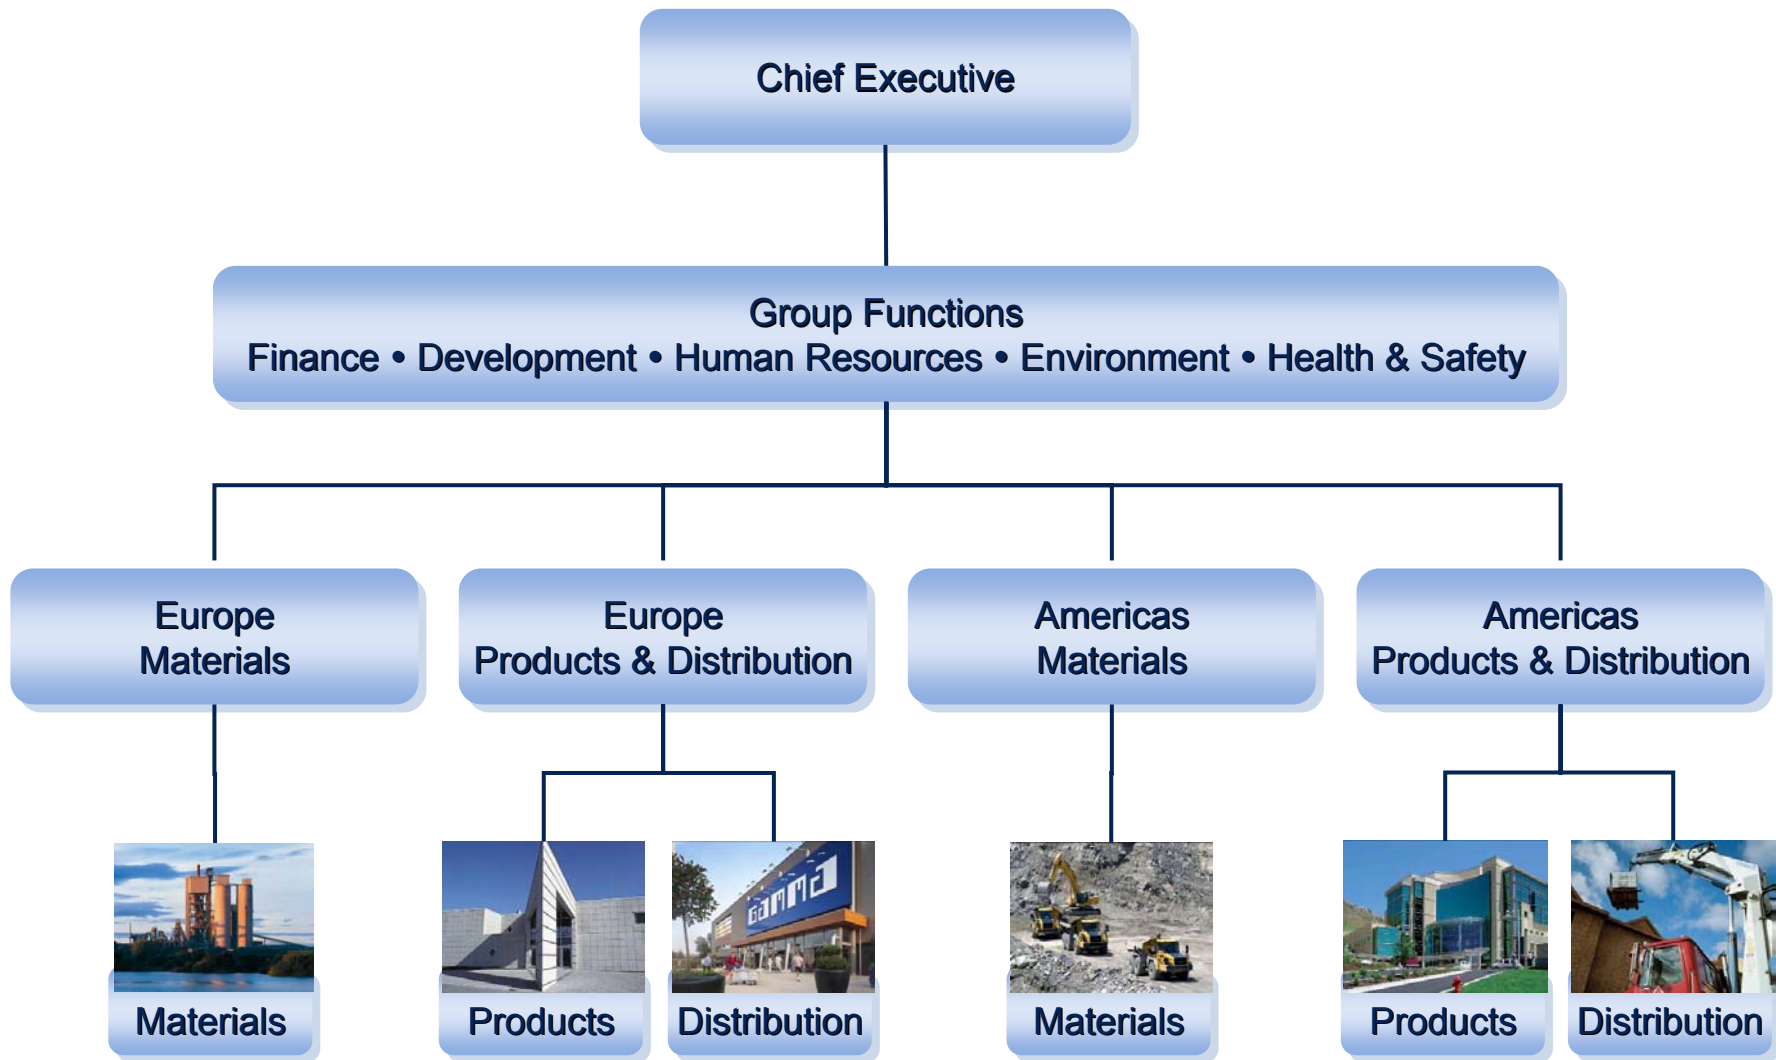 Chief Executive
Group Functions
Finance • Development • Human Resources • Environment • Health & Safety
Europe
Materials
Europe
Products & Distribution
Americas
Materials
Americas
Products & Distribution
GAMMA
Materials
Products
Distribution
Materials
Products
Distribution